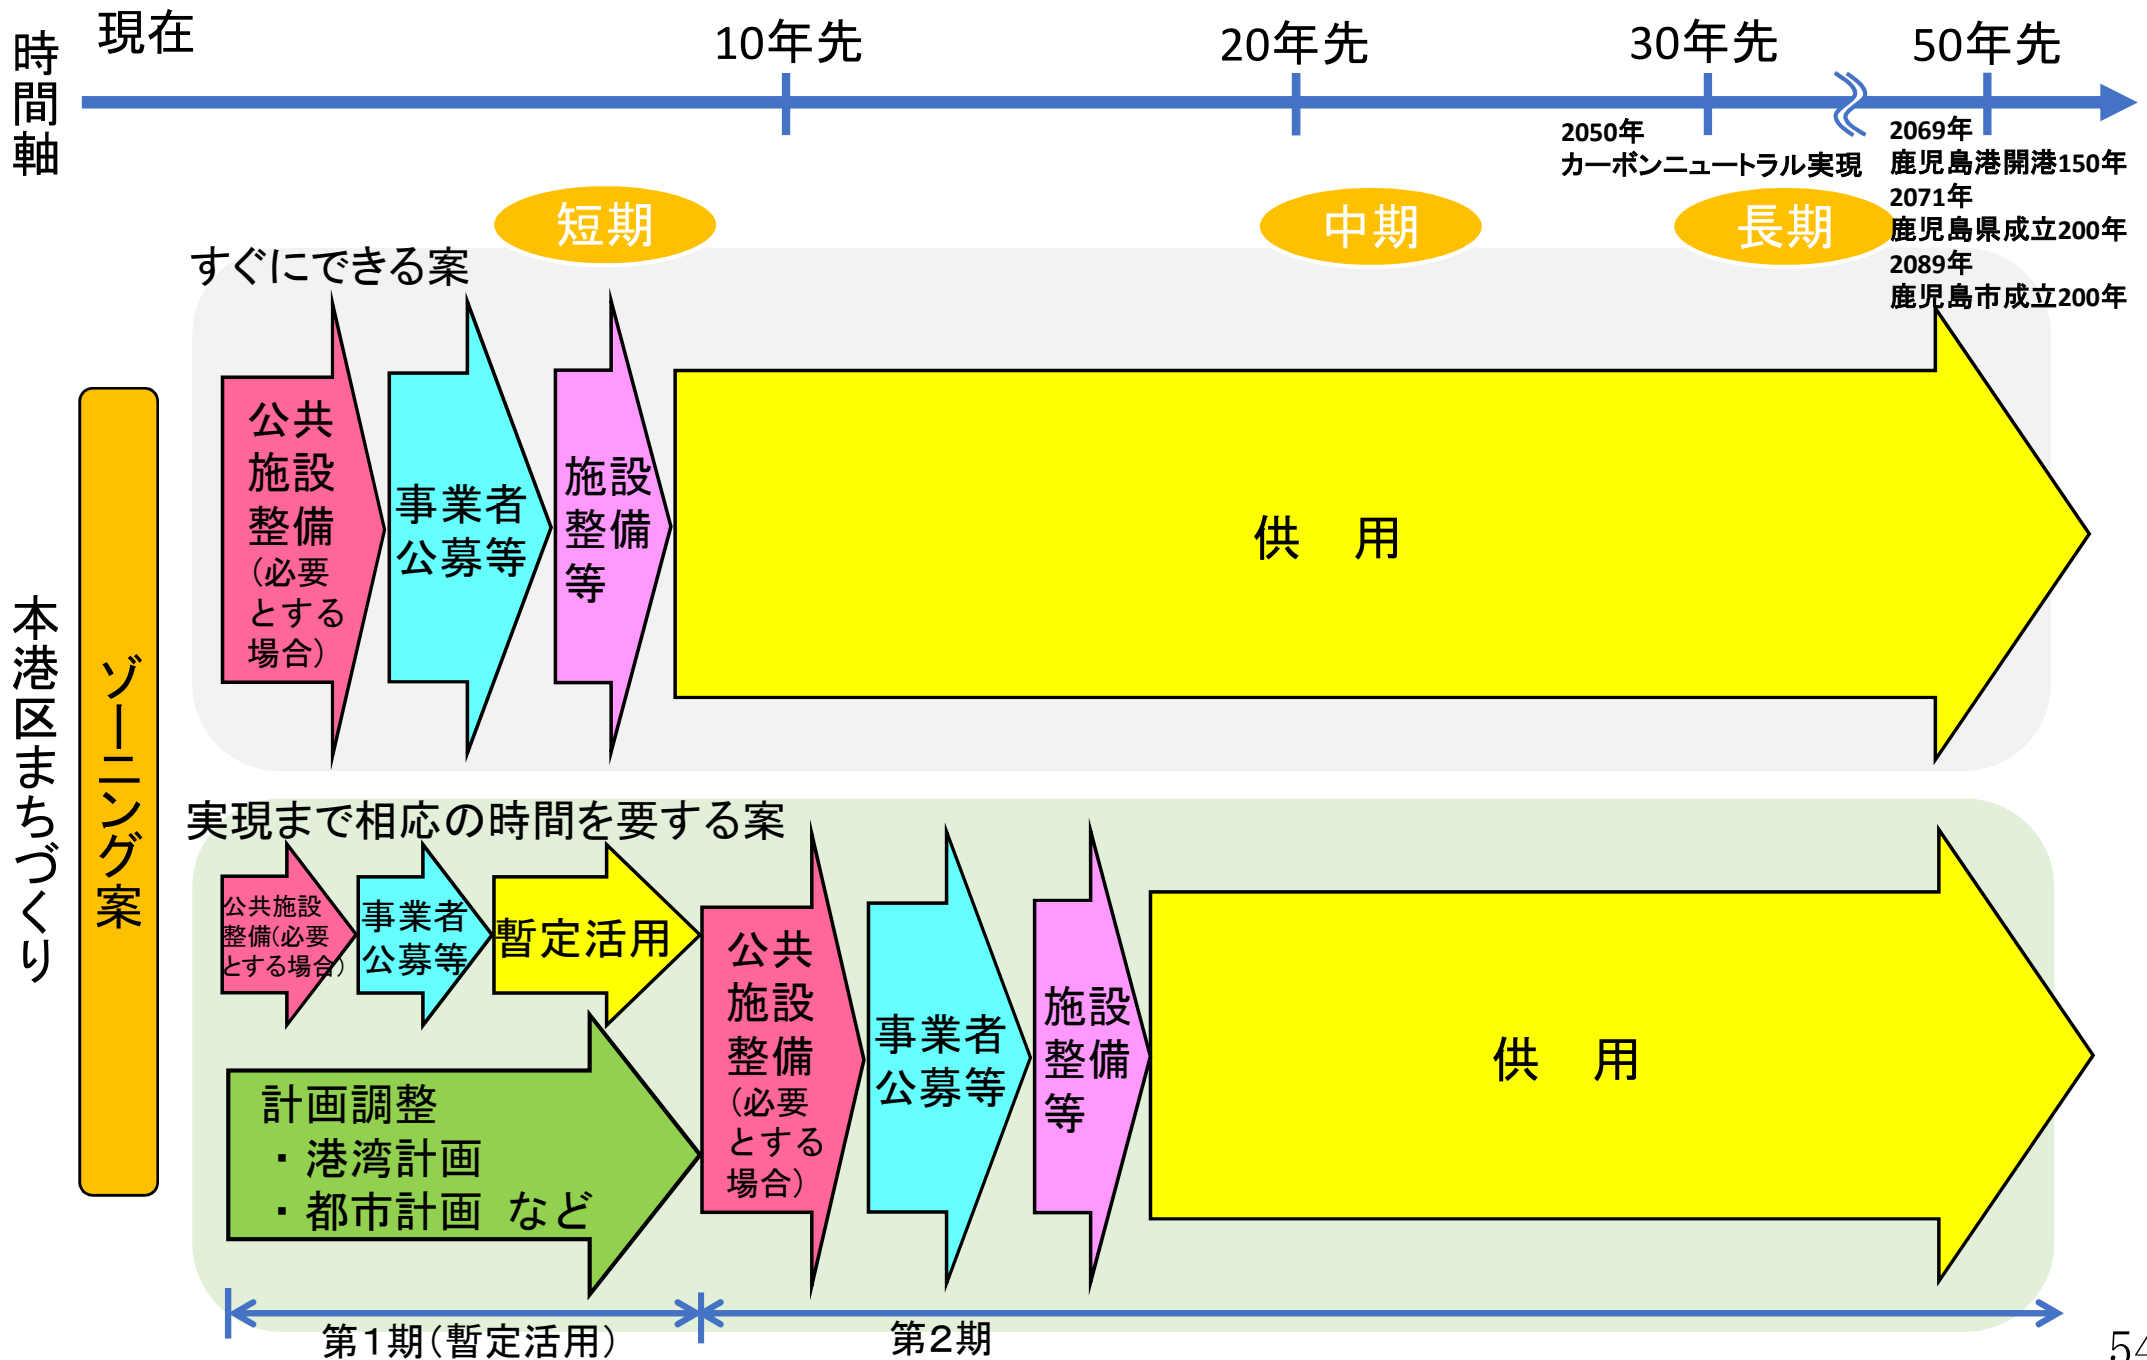 時間軸
現在
10年先
20年先
30年先
50年先
2050年
カーボンニュートラル実現
2069年
鹿児島港開港150年
2071年
鹿児島県成立200年
2089年
鹿児島市成立200年
短期
中期
長期
本港区まちづくり
ゾーニング案
すぐにできる案
公共
施設
整備
(必要
とする
場合)
事業者
公募等
施設
整備
等
供　用
実現まで相応の時間を要する案
公共施設
整備(必要
とする場合)
事業者
公募等
暫定活用
計画調整
・港湾計画
・都市計画 など
公共
施設
整備
(必要
とする
場合)
事業者
公募等
施設
整備
等
供　用
第１期(暫定活用)
第２期
54